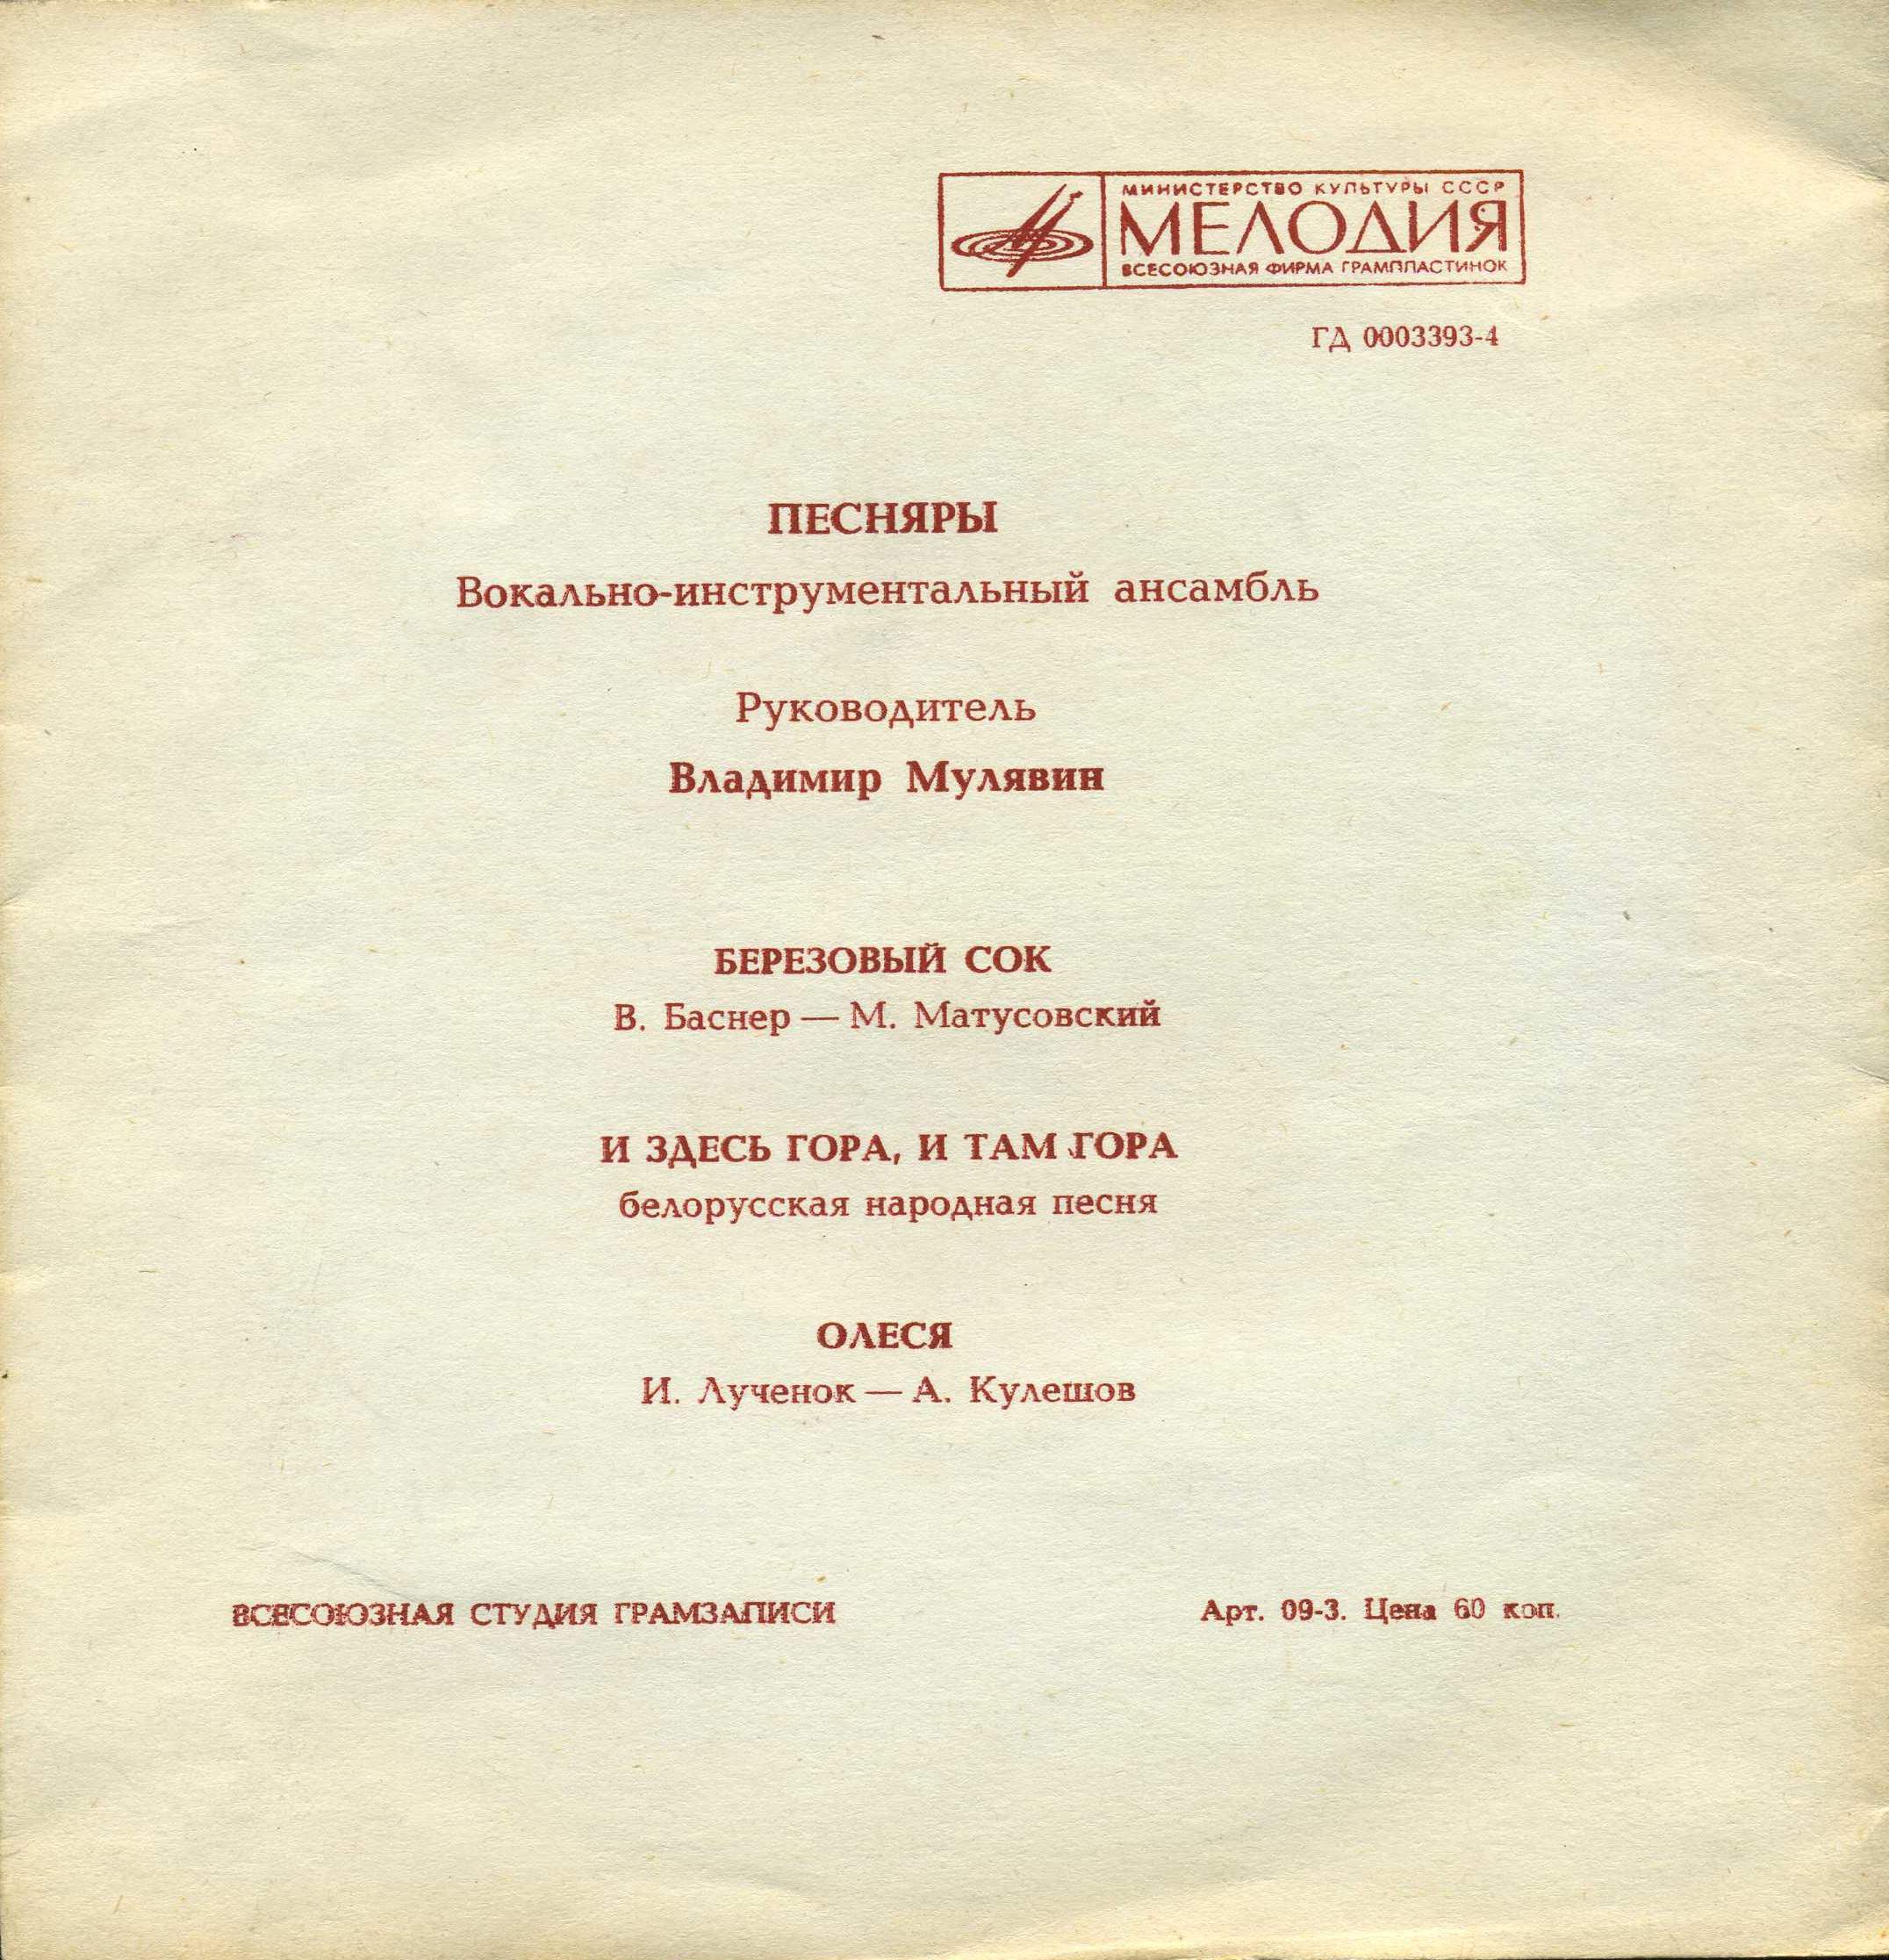 МИНИСТЕРСТВО КУЛЬТУРЫ СССР
МЕЛОДИЯ
ВСЕСОЮЗНАЯ ФИРМА ГРАМПЛАСТИНОК
ГД 0003393-4
ПЕСНЯРЫ
Вокально-инструментальный ансамбль
Руководитель
Владимир Мулявин
БЕРЕЗОВЫЙ СОК
В. Баснер — М. Матусовский
И ЗДЕСЬ ГОРА, И ТАМ ГОРА
белорусская народная песня
ОЛЕСЯ
И. Лученок — А. Кулешов
ВСЕСОЮЗНАЯ СТУДИЯ ГРАМЗАПИСИ
Арт. 09-3. Цена 60 коп.